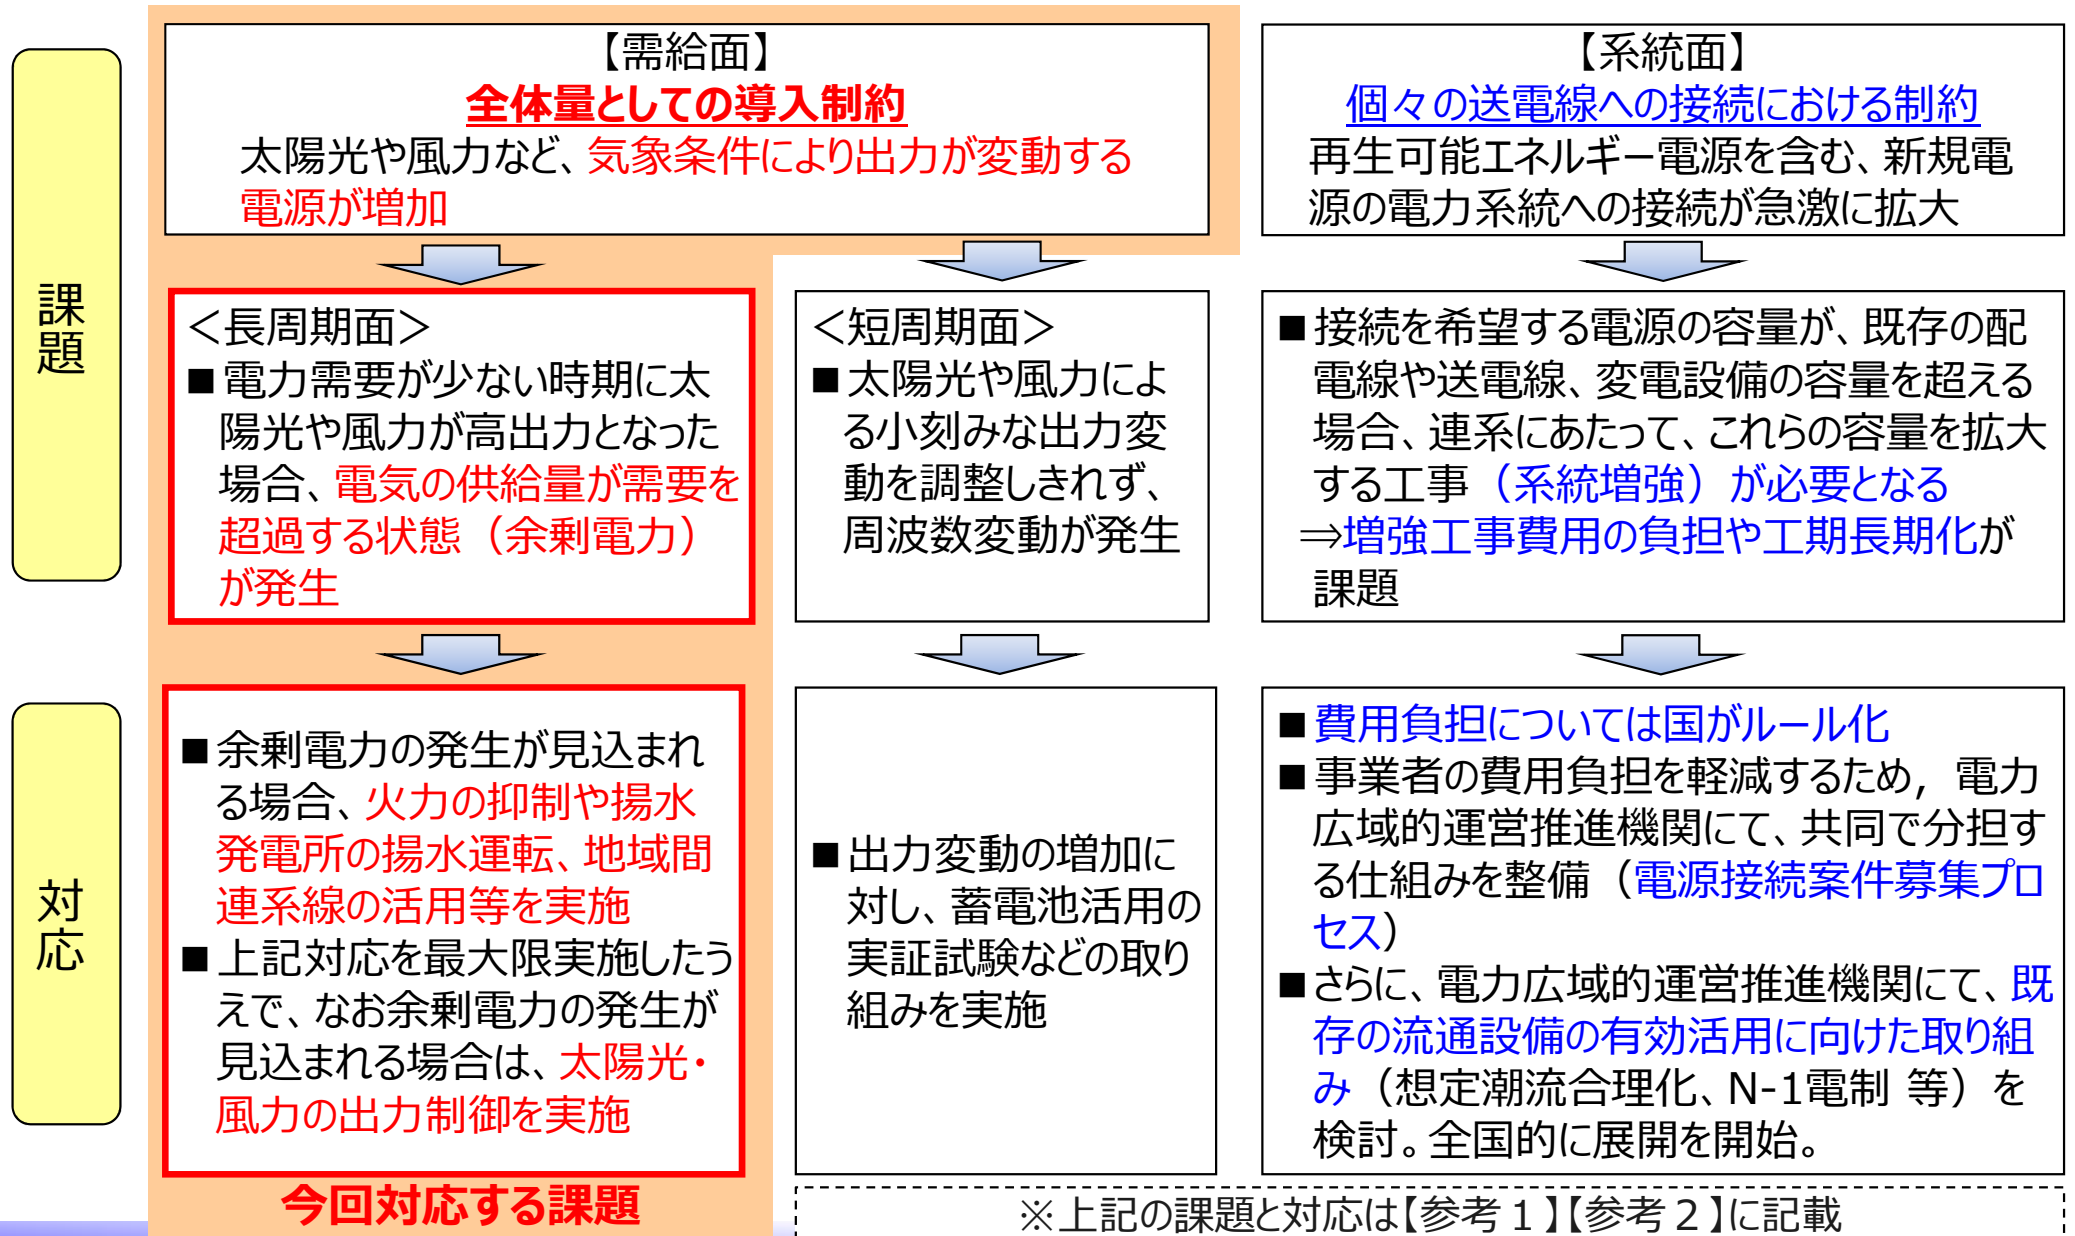 課題
【需給面】
全体量としての導入制約
太陽光や風力など、気象条件により出力が変動する
電源が増加
【系統面】
個々の送電線への接続における制約
再生可能エネルギー電源を含む、新規電
源の電力系統への接続が急激に拡大
＜長周期面＞
■電力需要が少ない時期に太
陽光や風力が高出力となった
場合、電気の供給量が需要を
超過する状態（余剰電力）
が発生
＜短周期面＞
■太陽光や風力によ
る小刻みな出力変
動を調整しきれず、
周波数変動が発生
■接続を希望する電源の容量が、既存の配
電線や送電線、変電設備の容量を超える
場合、連系にあたって、これらの容量を拡大
する工事（系統増強）が必要となる
⇒増強工事費用の負担や工期長期化が
課題
対応
■余剰電力の発生が見込まれ
る場合、火力の抑制や揚水
発電所の揚水運転、地域間
連系線の活用等を実施
■上記対応を最大限実施したう
えで、なお余剰電力の発生が
見込まれる場合は、太陽光・
風力の出力制御を実施
■出力変動の増加に
対し、蓄電池活用の
実証試験などの取り
組みを実施
■費用負担については国がルール化
■事業者の費用負担を軽減するため，電力
広域的運営推進機関にて、共同で分担す
る仕組みを整備（電源接続案件募集プロ
セス）
■さらに、電力広域的運営推進機関にて、既
存の流通設備の有効活用に向けた取り組
み（想定潮流合理化、N-1電制 等）を
検討。全国的に展開を開始。
今回対応する課題
※上記の課題と対応は【参考１】【参考２】に記載